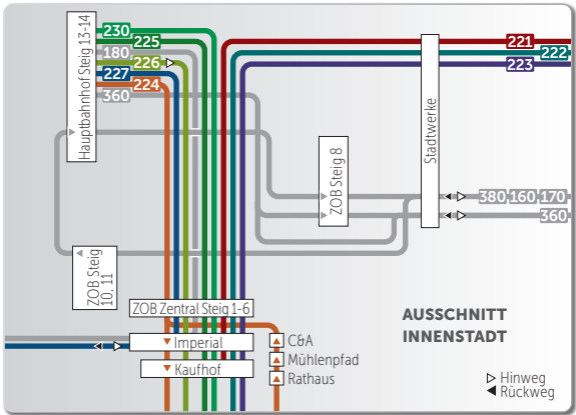 Hauptbahnhof Steig 13-14
230
225
180
226
227
224
360
221
222
223
Stadtwerke
ZOB Steig 8
380 160 170
360
ZOB Steig
10, 11
ZOB Zentral Steig 1-6
Imperial
Kaufhof
C&A
Mühlenpfad
Rathaus
AUSSCHNITT
INNENSTADT
Hinweg
Rückweg